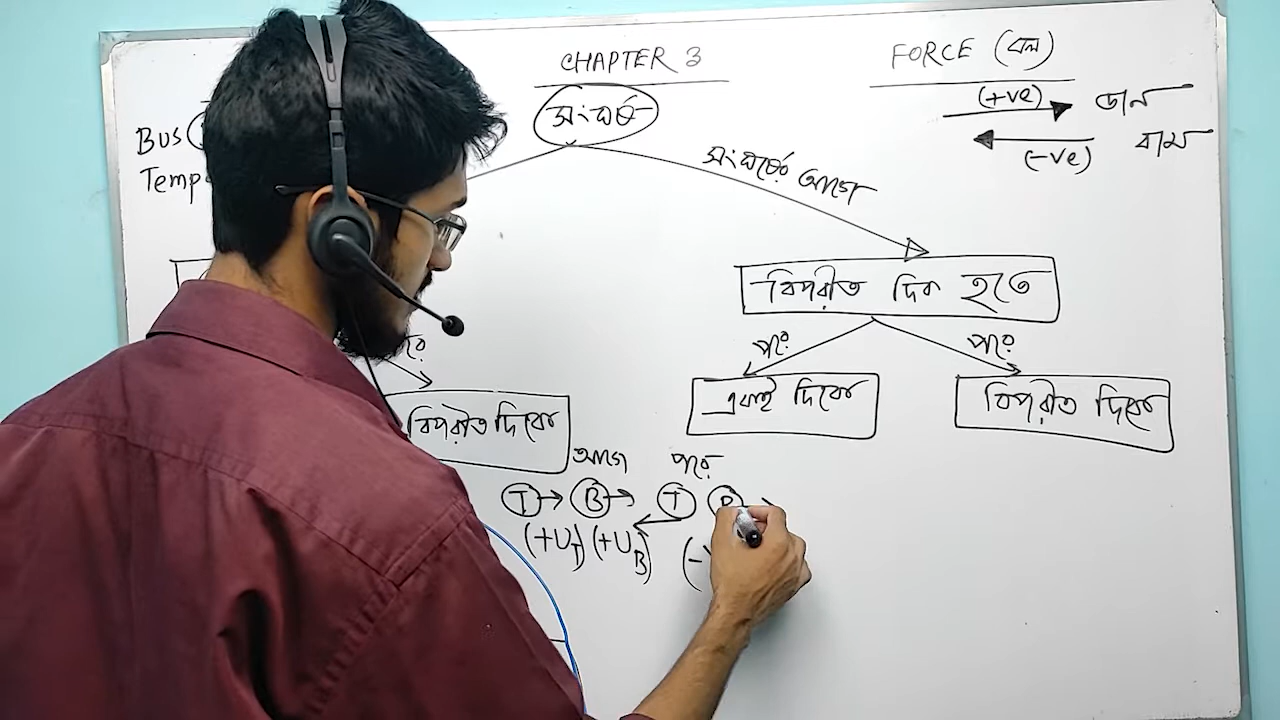 CHAPTER 3
FORCE (বল)
সংঘর্ষ
(+ve) ডান
(-ve) বাম
Bus
Temp
সংঘর্ষের আগে
বিপরীত দিক হতে
পরে পরে
একই দিকে
বিপরীত দিকে
বিপরীত দিকে
আগে পরে
T B T B
(+U_T) (+U_B) (-V